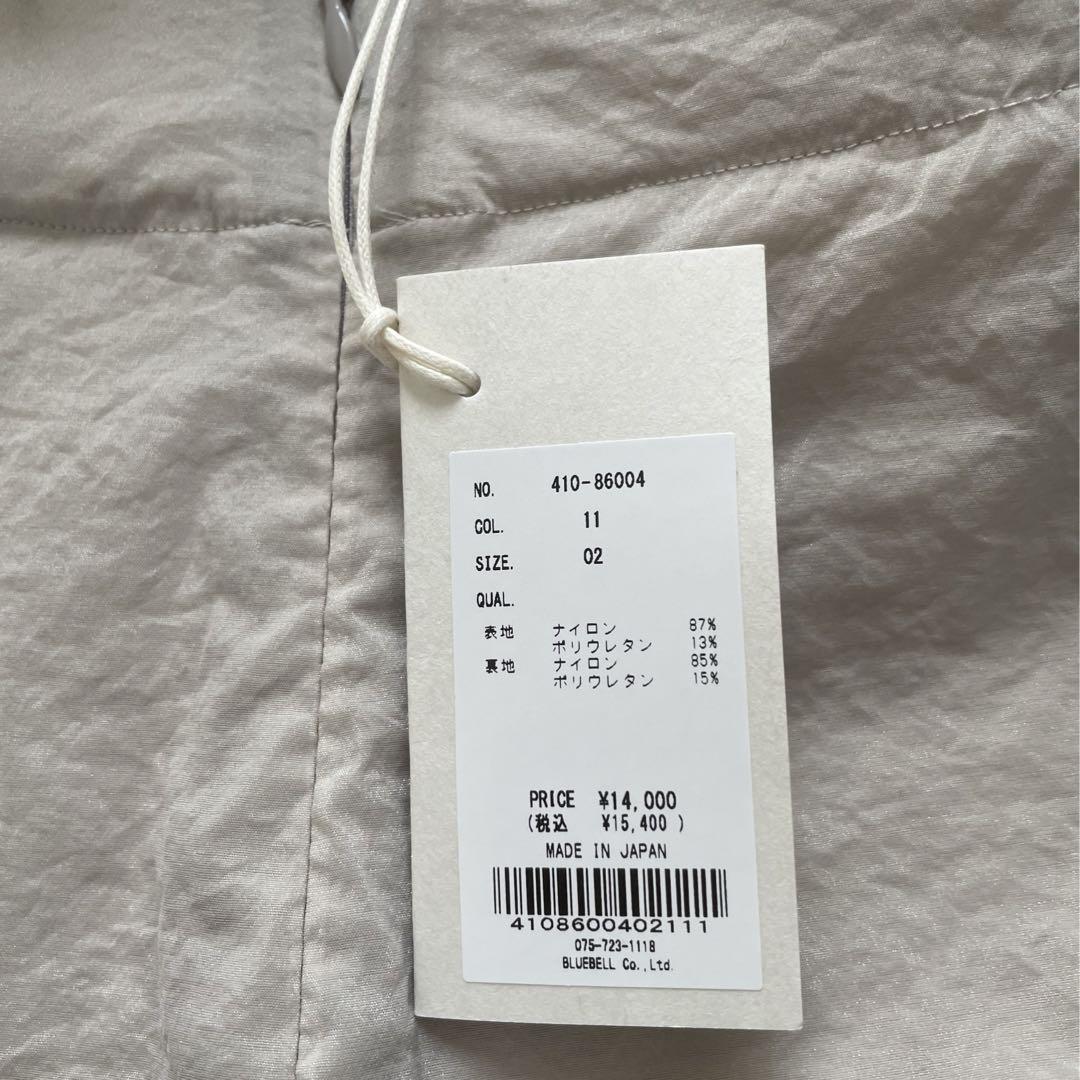 NO. 410-86004
COL. 11
SIZE. 02
QUAL.
表地 ナイロン 87%
ポリウレタン 13%
裏地 ナイロン 85%
ポリウレタン 15%
PRICE ¥14,000
(税込 ¥15,400 )
MADE IN JAPAN
4108600402111
075-723-1118
BLUEBELL Co.,Ltd.